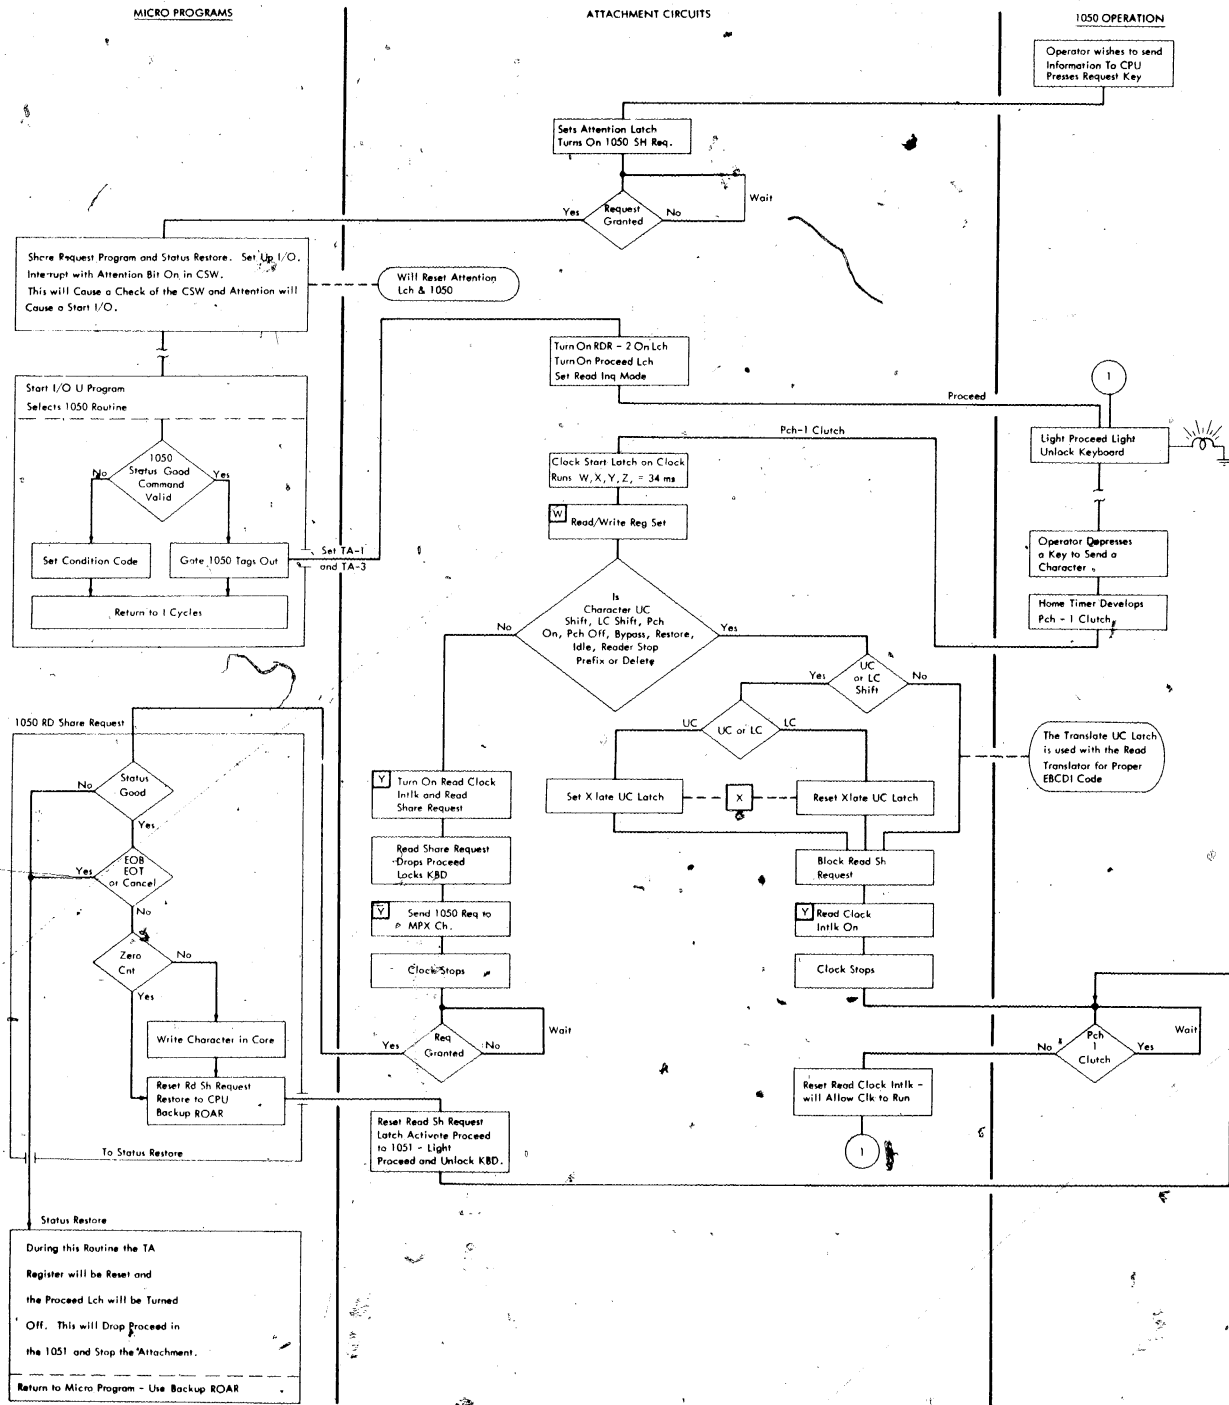 MICRO PROGRAMS
ATTACHMENT CIRCUITS
1050 OPERATION
Operator wishes to send
Information To CPU
Presses Request Key
Sets Attention Latch
Turns On 1050 SH Req.
Wait
Request
Granted
Yes
No
Share Request Program and Status Restore. Set Up I/O.
Interrupt with Attention Bit On in CSW.
This will Cause a Check of the CSW and Attention will
Cause a Start I/O.
Will Reset Attention
Lch & 1050
Turn On RDR - 2 On Lch
Turn On Proceed Lch
Set Read Inq Mode
Proceed
1
Start I/O U Program
Selects 1050 Routine
1050
Status Good
Command
Valid
No
Yes
Set Condition Code
Gate 1050 Tags Out
Return to I Cycles
Set TA-1
and TA-3
Pch-1 Clutch
Light Proceed Light
Unlock Keyboard
Clock Start Latch on Clock
Runs W,X,Y,Z, = 34 ms
W
Read/Write Reg Set
Operator Depresses
a Key to Send a
Character
Home Timer Develops
Pch - 1 Clutch
Is
Character UC
Shift, LC Shift, Pch
On, Pch Off, Bypass, Restore,
Idle, Reader Stop
Prefix or Delete
No
Yes
UC
or LC
Shift
Yes
No
UC or LC
UC
LC
The Translate UC Latch
is used with the Read
Translator for Proper
EBCDI Code
1050 RD Share Request
Status
Good
No
Yes
EOB
EOT
or Cancel
Yes
No
Zero
Cnt
No
Yes
Write Character in Core
Reset Rd Sh Request
Restore to CPU
Backup ROAR
To Status Restore
Y
Turn On Read Clock
Intlk and Read
Share Request
Read Share Request
Drops Proceed
Locks KBD
Y
Send 1050 Req to
MPX Ch.
Clock Stops
Req
Granted
Yes
No
Wait
Set X late UC Latch
X
Reset Xlate UC Latch
Block Read Sh
Request
Y
Read Clock
Intlk On
Clock Stops
Pch
1
Clutch
No
Yes
Wait
Reset Read Clock Intlk -
will Allow Clk to Run
1
Reset Read Sh Request
Latch Activate Proceed
to 1051 - Light
Proceed and Unlock KBD.
Status Restore
During this Routine the TA
Register will be Reset and
the Proceed Lch will be Turned
Off. This will Drop Proceed in
the 1051 and Stop the Attachment.
Return to Micro Program - Use Backup ROAR